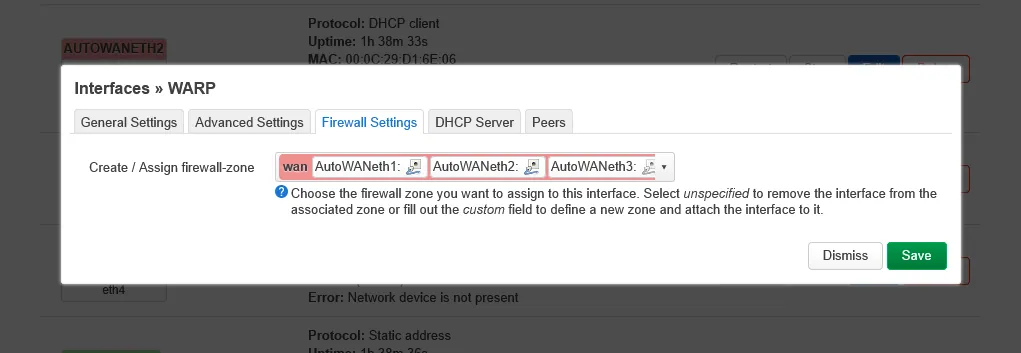 Protocol: DHCP client
Uptime: 1h 38m 33s
AUTOWANETH2
MAC: 00:0C:29:D1:6E:06
Interfaces » WARP
General Settings
Advanced Settings
Firewall Settings
DHCP Server
Peers
Create / Assign firewall-zone
wan AutoWANeth1: AutoWANeth2: AutoWANeth3:
Choose the firewall zone you want to assign to this interface. Select unspecified to remove the interface from the
associated zone or fill out the custom field to define a new zone and attach the interface to it.
Dismiss
Save
eth4
Error: Network device is not present
Protocol: Static address
Uptime: 1h 38m 36s